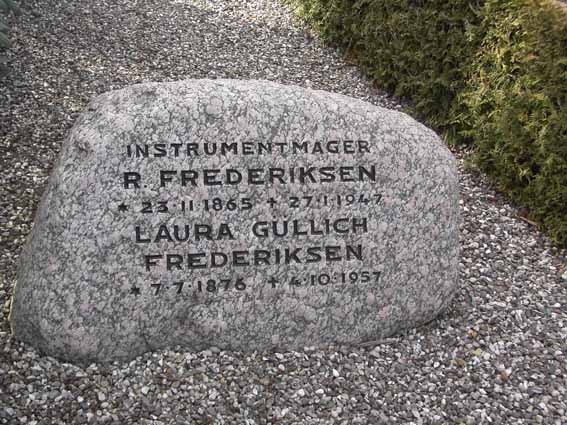 INSTRUMENTMAGER
R. FREDERIKSEN
* 23.11.1865 + 27.1.1947
LAURA GULLICH
FREDERIKSEN
* 7.7.1876 + 4.10.1957